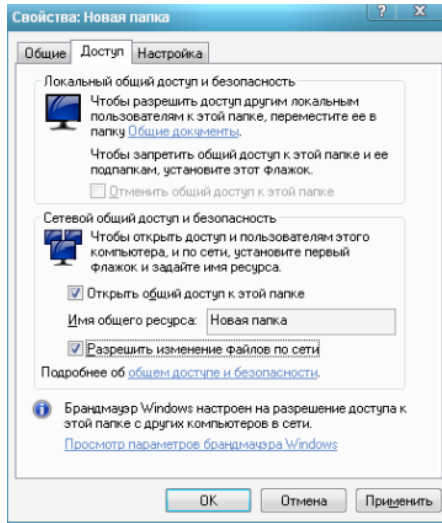 Свойства: Новая папка
? X
Общие Доступ Настройка
Локальный общий доступ и безопасность
Чтобы разрешить доступ другим локальным
пользователям к этой папке, переместите ее в
папку Общие документы.
Чтобы запретить общий доступ к этой папке и ее
подпапкам, установите этот флажок.
Отменить общий доступ к этой папке
Сетевой общий доступ и безопасность
Чтобы открыть доступ и пользователям этого
компьютера, и по сети, установите первый
флажок и задайте имя ресурса.
Открыть общий доступ к этой папке
Имя общего ресурса: Новая папка
Разрешить изменение файлов по сети
Подробнее об общем доступе и безопасности.
Брандмауэр Windows настроен на разрешение доступа к
этой папке с других компьютеров в сети.
Просмотр параметров брандмауэра Windows
OK Отмена Применить